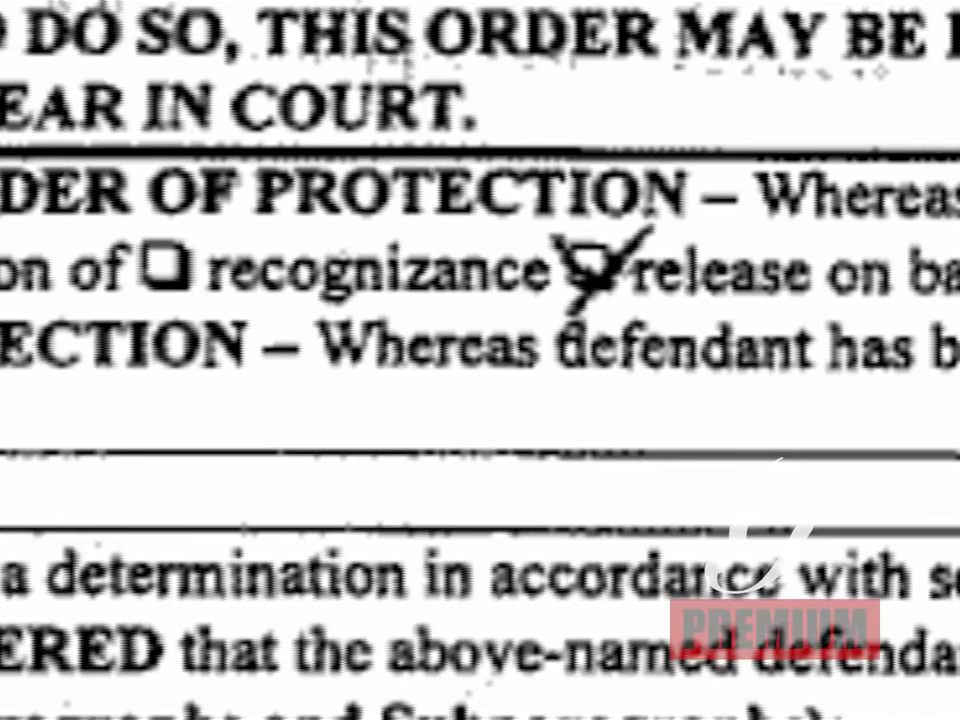 DO SO, THIS ORDER MAY BE
EAR IN COURT.
DER OF PROTECTION – Whereas
on of ❑ recognizance ❑ release on ba
ECTION – Whereas defendant has b
a determination in accordance with se
ERED that the above-named defenda
PREMIUM